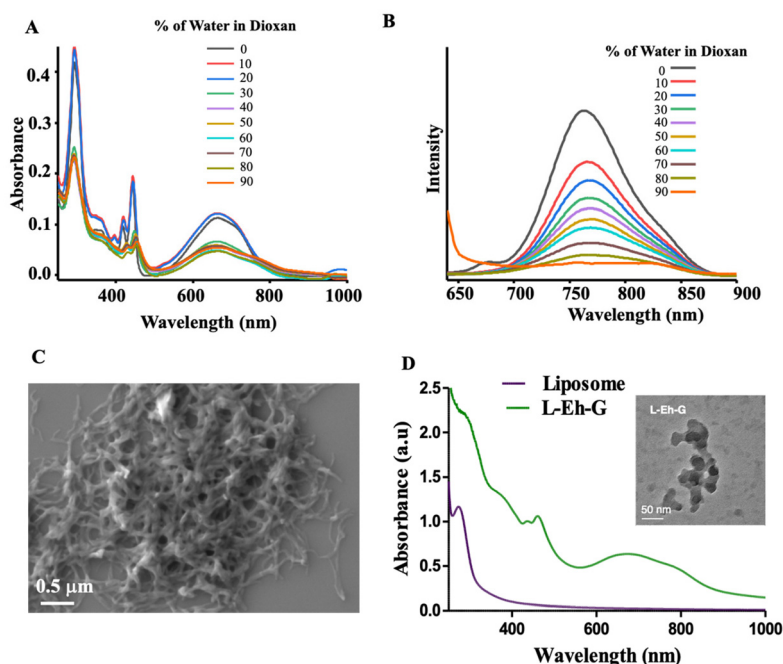 A
% of Water in Dioxan
0
10
20
30
40
50
60
70
80
90
Absorbance
0.4
0.3
0.2
0.1
0.0
400
600
800
1000
Wavelength (nm)
B
% of Water in Dioxan
0
10
20
30
40
50
60
70
80
90
Intensity
650
700
750
800
850
900
Wavelength (nm)
C
0.5 µm
D
Liposome
L-Eh-G
L-Eh-G
50 nm
Absorbance (a.u)
2.5
2.0
1.5
1.0
0.5
0.0
400
600
800
1000
Wavelength (nm)